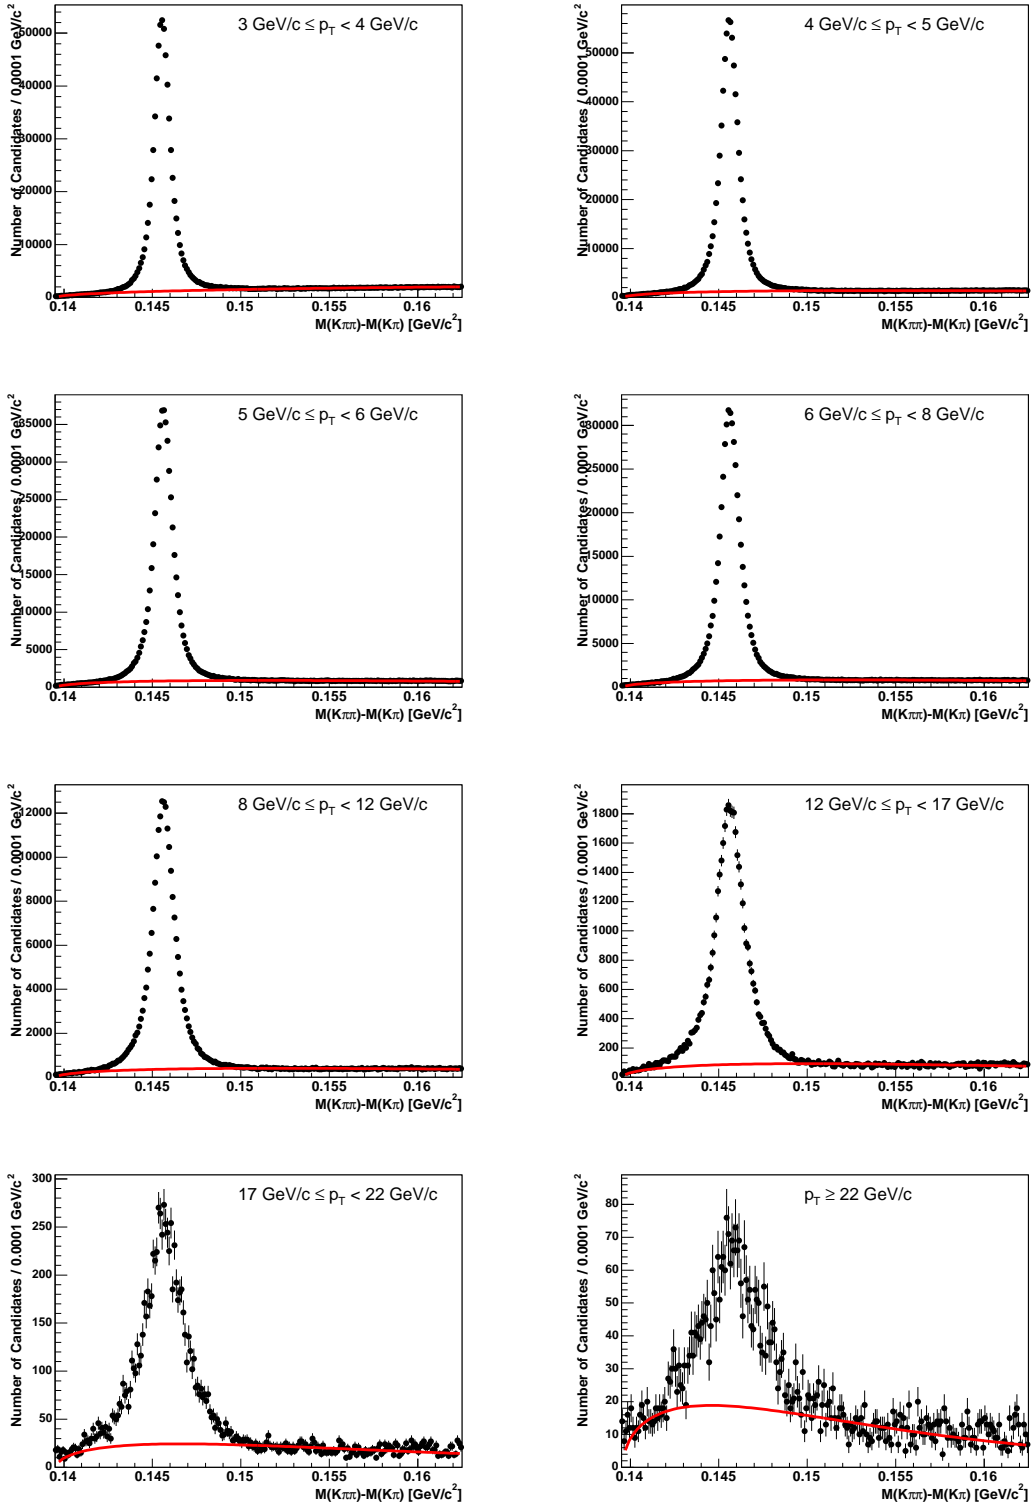 3 GeV/c ≤ p_T < 4 GeV/c
Number of Candidates / 0.0001 GeV/c²
50000
40000
30000
20000
10000
0
0.14 0.145 0.15 0.155 0.16
M(Kππ)-M(Kπ) [GeV/c²]
4 GeV/c ≤ p_T < 5 GeV/c
Number of Candidates / 0.0001 GeV/c²
50000
40000
30000
20000
10000
0
0.14 0.145 0.15 0.155 0.16
M(Kππ)-M(Kπ) [GeV/c²]
5 GeV/c ≤ p_T < 6 GeV/c
Number of Candidates / 0.0001 GeV/c²
35000
30000
25000
20000
15000
10000
5000
0
0.14 0.145 0.15 0.155 0.16
M(Kππ)-M(Kπ) [GeV/c²]
6 GeV/c ≤ p_T < 8 GeV/c
Number of Candidates / 0.0001 GeV/c²
30000
25000
20000
15000
10000
5000
0
0.14 0.145 0.15 0.155 0.16
M(Kππ)-M(Kπ) [GeV/c²]
8 GeV/c ≤ p_T < 12 GeV/c
Number of Candidates / 0.0001 GeV/c²
12000
10000
8000
6000
4000
2000
0
0.14 0.145 0.15 0.155 0.16
M(Kππ)-M(Kπ) [GeV/c²]
12 GeV/c ≤ p_T < 17 GeV/c
Number of Candidates / 0.0001 GeV/c²
1800
1600
1400
1200
1000
800
600
400
200
0
0.14 0.145 0.15 0.155 0.16
M(Kππ)-M(Kπ) [GeV/c²]
17 GeV/c ≤ p_T < 22 GeV/c
Number of Candidates / 0.0001 GeV/c²
300
250
200
150
100
50
0
0.14 0.145 0.15 0.155 0.16
M(Kππ)-M(Kπ) [GeV/c²]
p_T ≥ 22 GeV/c
Number of Candidates / 0.0001 GeV/c²
80
70
60
50
40
30
20
10
0
0.14 0.145 0.15 0.155 0.16
M(Kππ)-M(Kπ) [GeV/c²]